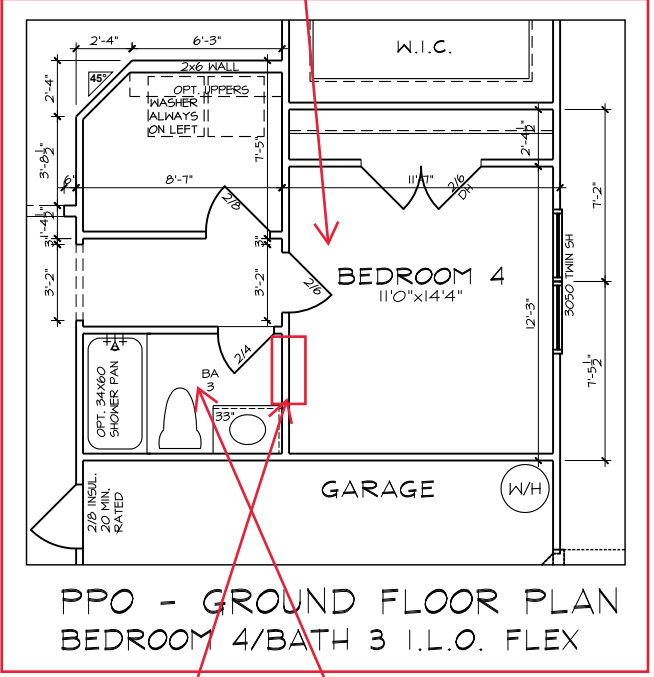 2'-4"
6'-3"
W.I.C.
2x6 WALL
45°
OPT. UPPERS
WASHER
ALWAYS
ON LEFT
2'-4"
7'-5"
2'-4½"
3'-8½"
6"
8'-7"
11'-7"
2/8
2/6
DH
7'-2"
1'-4½"
3"
3"
3'-2"
3'-2"
2/6
BEDROOM 4
11'0"x14'4"
12'-3"
3050 TWIN SH
2/4
BA
3
OPT. 34X60
SHOWER PAN
33"
7'-5½"
2/8 INSUL.
20 MIN.
RATED
GARAGE
W/H
PPO - GROUND FLOOR PLAN
BEDROOM 4/BATH 3 I.L.O. FLEX